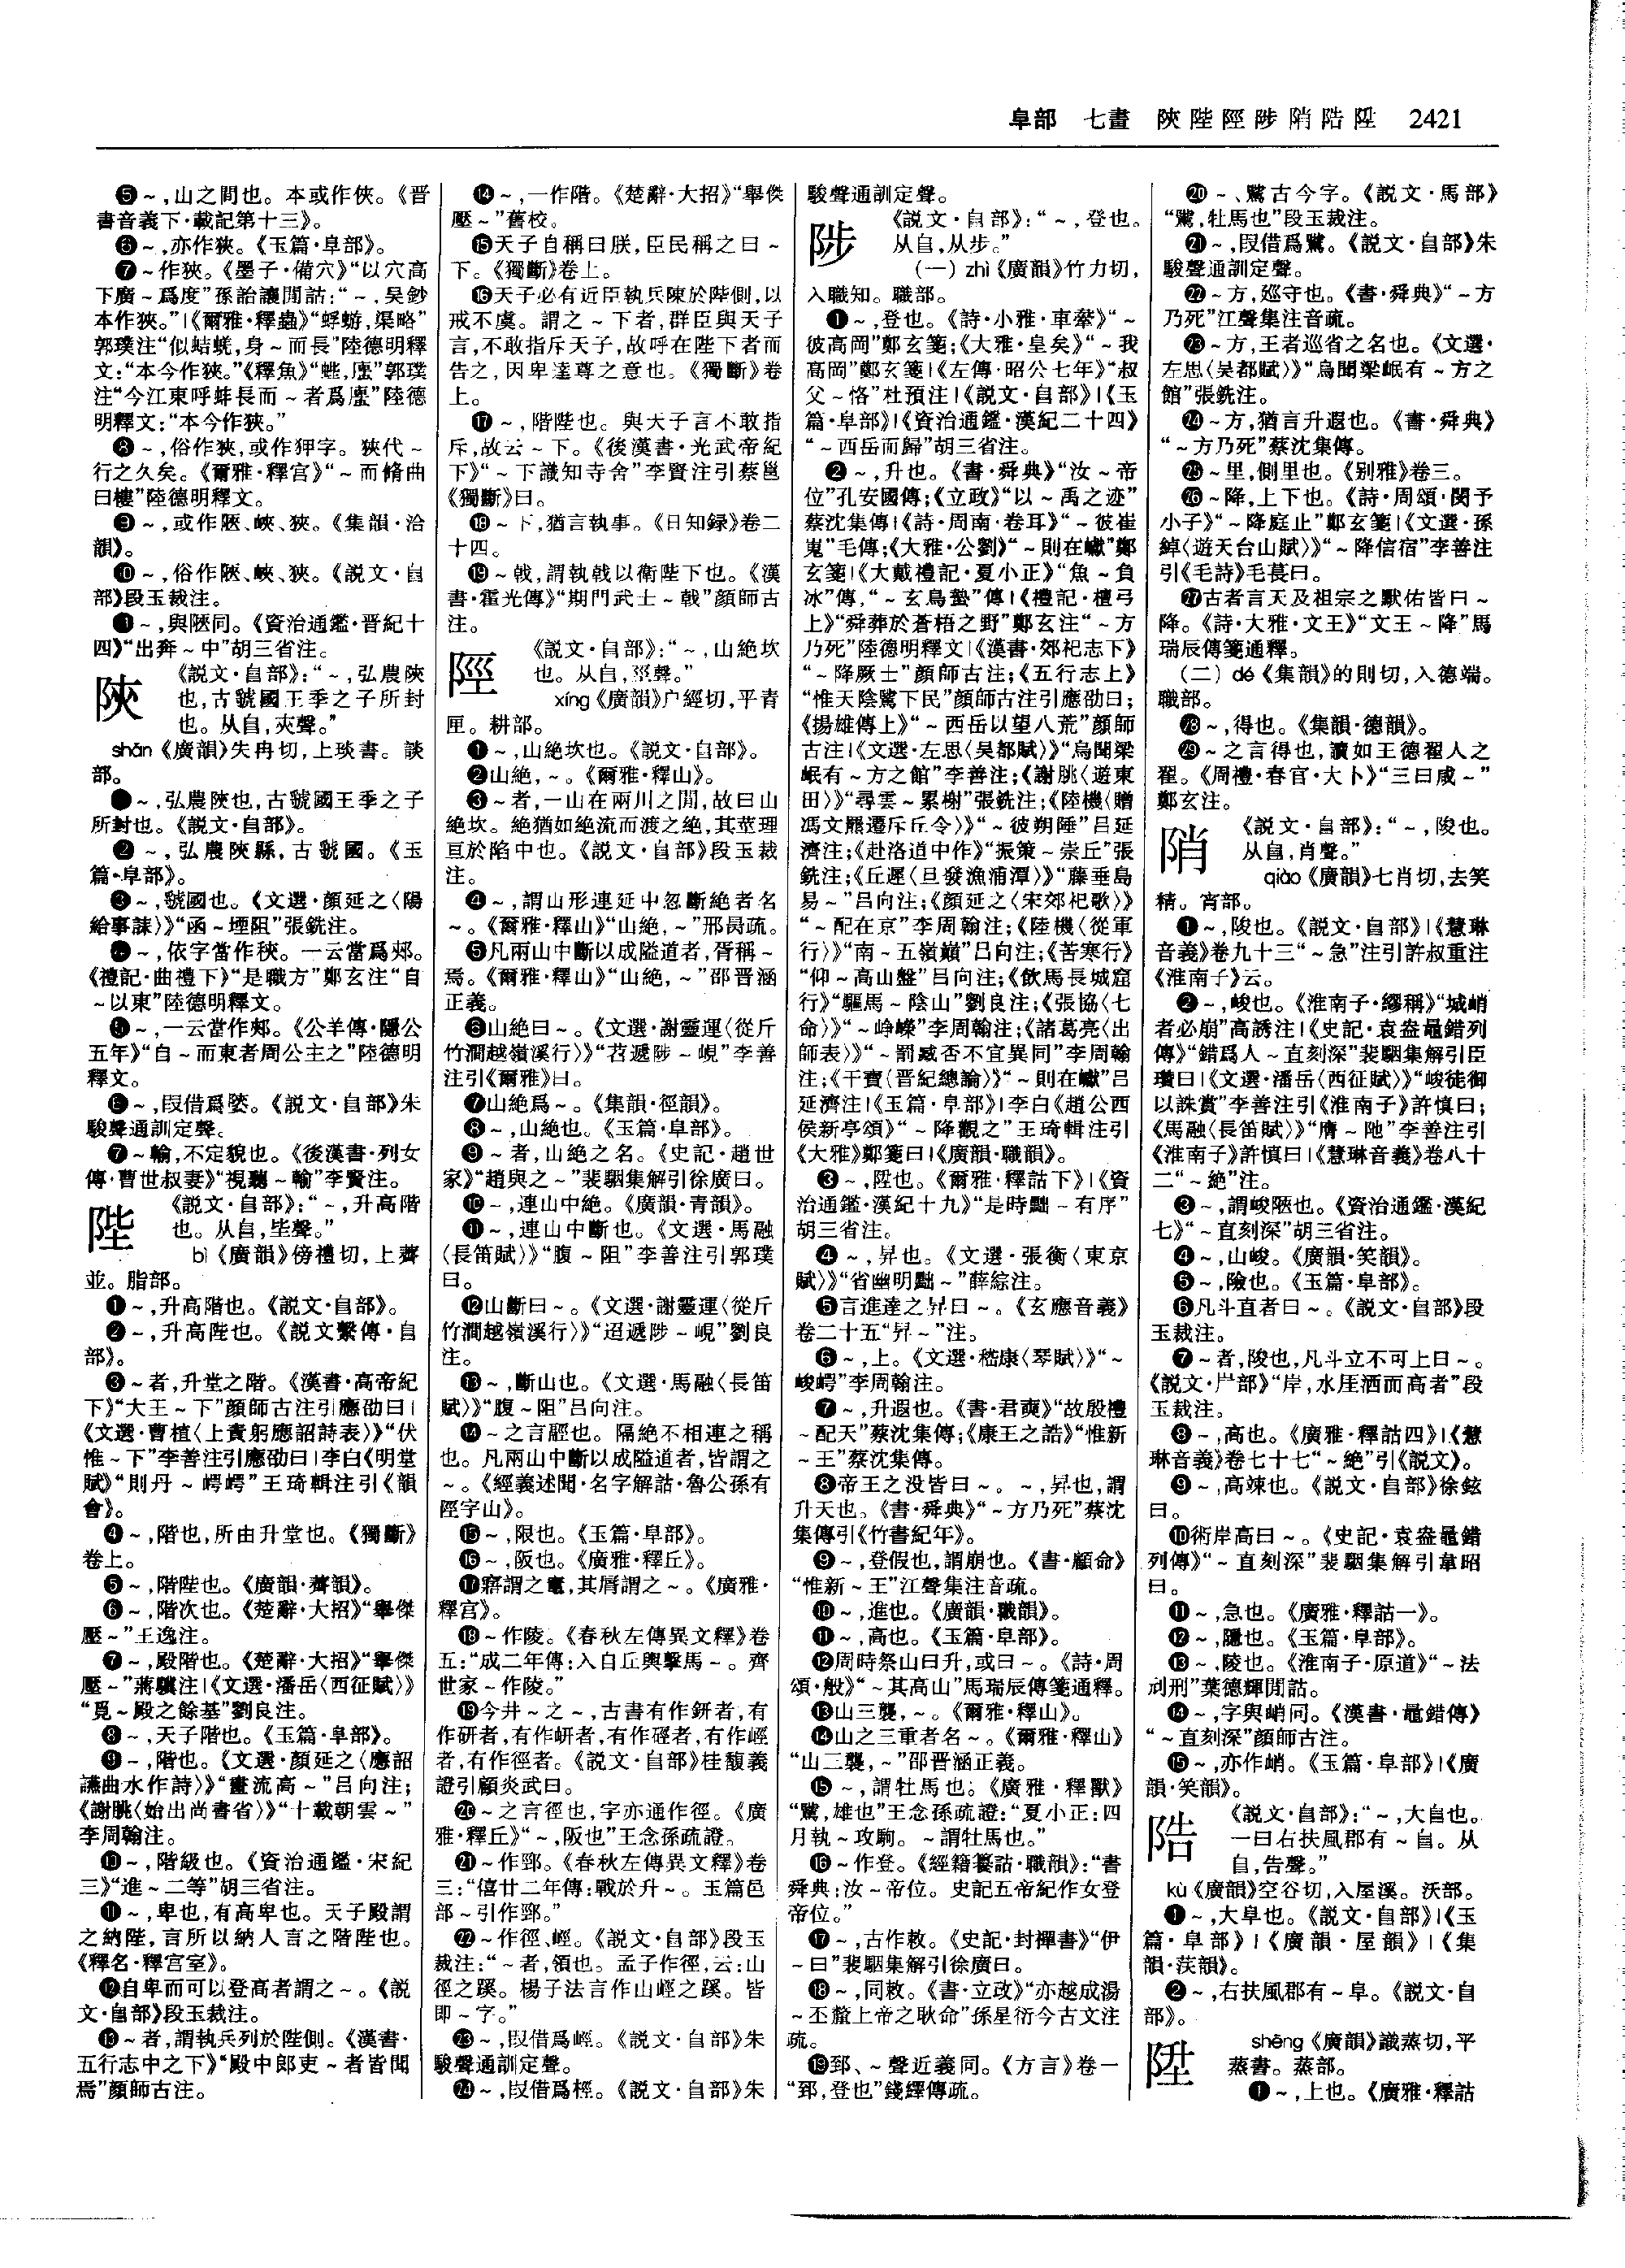 阜部　七畫　陝陛陘陟陗陪陞　2421
❺～,山之間也。本或作俠。《晋
書音義下·載記第十三》。
❻～,亦作狹。《玉篇·阜部》。
❼～作狹。《墨子·備穴》“以穴高
下廣～爲度”孫詒讓閒詁:“～,吴鈔
本作狹。”|《爾雅·釋蟲》“蜉蝣,渠略”
郭璞注“似蛣蜣,身～而長”陸德明釋
文:“本今作狹。”《釋魚》“蜌,螷”郭璞
注“今江東呼蚌長而～者爲螷”陸德
明釋文:“本今作狹。”
❽～,俗作狹,或作狎字。狹代～
行之久矣。《爾雅·釋宫》“～而脩曲
曰樓”陸德明釋文。
❾～,或作陿、峽、狹。《集韻·洽
韻》。
❿～,俗作陿、峽、狹。《説文·𨸏
部》段玉裁注。
⓫～,與陿同。《資治通鑑·晋紀十
四》“出奔～中”胡三省注。
陝
《説文·𨸏部》:“～,弘農陝
也,古虢國王季之子所封
也。从𨸏,夾聲。”
shǎn《廣韻》失冉切,上琰書。談
部。
❶～,弘農陝也,古虢國王季之子
所封也。《説文·𨸏部》。
❷～,弘農陝縣,古虢國。《玉
篇·阜部》。
❸～,虢國也。《文選·顔延之〈陽
給事誄〉》“函～堙阻”張銑注。
❹～,依字當作䄖。一云當爲郟。
《禮記·曲禮下》“是職方”鄭玄注“自
～以東”陸德明釋文。
❺～,一云當作郟。《公羊傳·隱公
五年》“自～而東者周公主之”陸德明
釋文。
❻～,叚借爲媐。《説文·𨸏部》朱
駿聲通訓定聲。
❼～輸,不定貌也。《後漢書·列女
傳·曹世叔妻》“視聽～輸”李賢注。
陛
《説文·𨸏部》:“～,升高階
也。从𨸏,坒聲。”
bì《廣韻》傍禮切,上薺
並。脂部。
❶～,升高階也。《説文·𨸏部》。
❷～,升高陛也。《説文繫傳·𨸏
部》。
❸～者,升堂之階。《漢書·高帝紀
下》“大王～下”顔師古注引應劭曰|
《文選·曹植〈上責躬應詔詩表〉》“伏
惟～下”李善注引應劭曰|李白《明堂
賦》“則丹～崿崿”王琦輯注引《韻
會》。
❹～,階也,所由升堂也。《獨斷》
卷上。
❺～,階陛也。《廣韻·薺韻》。
❻～,階次也。《楚辭·大招》“舉傑
壓～”王逸注。
❼～,殿階也。《楚辭·大招》“舉傑
壓～”蔣驥注|《文選·潘岳〈西征賦〉》
“覓～殿之餘基”劉良注。
❽～,天子階也。《玉篇·阜部》。
❾～,階也。《文選·顔延之〈應詔
讌曲水作詩〉》“畫流高～”吕向注;
《謝朓〈始出尚書省〉》“十載朝雲～”
李周翰注。
❿～,階級也。《資治通鑑·宋紀
三》“進～二等”胡三省注。
⓫～,卑也,有高卑也。天子殿謂
之納陛,言所以納人言之階陛也。
《釋名·釋宫室》。
⓬自卑而可以登高者謂之～。《説
文·𨸏部》段玉裁注。
⓭～者,謂執兵列於陛側。《漢書·
五行志中之下》“殿中郎吏～者皆聞
焉”顔師古注。
⓮～,一作階。《楚辭·大招》“舉傑
壓～”舊校。
⓯天子自稱曰朕,臣民稱之曰～
下。《獨斷》卷上。
⓰天子必有近臣執兵陳於陛側,以
戒不虞。謂之～下者,群臣與天子
言,不敢指斥天子,故呼在陛下者而
告之,因卑達尊之意也。《獨斷》卷
上。
⓱～,階陛也。與天子言不敢指
斥,故云～下。《後漢書·光武帝紀
下》“～下識知寺舍”李賢注引蔡邕
《獨斷》曰。
⓲～下,猶言執事。《日知録》卷二
十四。
⓳～戟,謂執戟以衛陛下也。《漢
書·霍光傳》“期門武士～戟”顔師古
注。
陘
《説文·𨸏部》:“～,山絶坎
也。从𨸏,巠聲。”
xíng《廣韻》户經切,平青
匣。耕部。
❶～,山絶坎也。《説文·𨸏部》。
❷山絶,～。《爾雅·釋山》。
❸～者,一山在兩川之閒,故曰山
絶坎。絶猶如絶流而渡之絶,其莖理
亘於陷中也。《説文·𨸏部》段玉裁
注。
❹～,謂山形連延中忽斷絶者名
～。《爾雅·釋山》“山絶,～”邢昺疏。
❺凡兩山中斷以成隘道者,胥稱～
焉。《爾雅·釋山》“山絶,～”邵晋涵
正義。
❻山絶曰～。《文選·謝靈運〈從斤
竹澗越嶺溪行〉》“苕遞陟～峴”李善
注引《爾雅》曰。
❼山絶爲～。《集韻·徑韻》。
❽～,山絶也。《玉篇·阜部》。
❾～者,山絶之名。《史記·趙世
家》“趙與之～”裴駰集解引徐廣曰。
❿～,連山中絶。《廣韻·青韻》。
⓫～,連山中斷也。《文選·馬融
〈長笛賦〉》“腹～阻”李善注引郭璞
曰。
⓬山斷曰～。《文選·謝靈運〈從斤
竹澗越嶺溪行〉》“迢遞陟～峴”劉良
注。
⓭～,斷山也。《文選·馬融〈長笛
賦〉》“腹～阻”吕向注。
⓮～之言䢣也。隔絶不相連之稱
也。凡兩山中斷以成隘道者,皆謂之
～。《經義述聞·名字解詁·魯公孫有
陘字山》。
⓯～,限也。《玉篇·阜部》。
⓰～,阪也。《廣雅·釋丘》。
⓱窹謂之竈,其脣謂之～。《廣雅·
釋宫》。
⓲～作陵。《春秋左傳異文釋》卷
五:“成二年傳:入自丘輿擊馬～。齊
世家～作陵。”
⓳今井～之～,古書有作鈃者,有
作研者,有作岍者,有作硜者,有作峌
者,有作徑者。《説文·𨸏部》桂馥義
證引顧炎武曰。
⓴～之言徑也,字亦通作徑。《廣
雅·釋丘》“～,阪也”王念孫疏證。
㉑～作郢。《春秋左傳異文釋》卷
三:“僖廿二年傳:戰於升～。玉篇邑
部～引作郢。”
㉒～作徑、峌。《説文·𨸏部》段玉
裁注:“～者,領也。孟子作徑,云:山
徑之蹊。楊子法言作山峌之蹊。皆
即～字。”
㉓～,叚借爲峌。《説文·𨸏部》朱
駿聲通訓定聲。
㉔～,叚借爲桱。《説文·𨸏部》朱
駿聲通訓定聲。
陟
《説文·𨸏部》:“～,登也。
从𨸏,从步。”
(一)zhì《廣韻》竹力切,
入職知。職部。
❶～,登也。《詩·小雅·車舝》“～
彼高岡”鄭玄箋;《大雅·皇矣》“～我
高岡”鄭玄箋|《左傳·昭公七年》“叔
父～恪”杜預注|《説文·𨸏部》|《玉
篇·阜部》|《資治通鑑·漢紀二十四》
“～西岳而歸”胡三省注。
❷～,升也。《書·舜典》“汝～帝
位”孔安國傳;《立政》“以～禹之迹”
蔡沈集傳|《詩·周南·卷耳》“～彼崔
嵬”毛傳;《大雅·公劉》“～則在巘”鄭
玄箋|《大戴禮記·夏小正》“魚～負
冰”傳,“～玄鳥蟄”傳|《禮記·檀弓
上》“舜葬於蒼梧之野”鄭玄注“～方
乃死”陸德明釋文|《漢書·郊祀志下》
“～降厥士”顔師古注;《五行志上》
“惟天陰騭下民”顔師古注引應劭曰;
《揚雄傳上》“～西岳以望八荒”顔師
古注|《文選·左思〈吴都賦〉》“烏聞梁
岷有～方之館”李善注;《謝朓〈遊東
田〉》“尋雲～累榭”張銑注;《陸機〈贈
馮文羆遷斥丘令〉》“～彼朔陲”吕延
濟注;《赴洛道中作》“振策～崇丘”張
銑注;《丘遲〈旦發漁浦潭〉》“藤垂島
易～”吕向注;《顔延之〈宋郊祀歌〉》
“～配在京”李周翰注;《陸機〈從軍
行〉》“南～五嶺巔”吕向注;《苦寒行》
“仰～高山盤”吕向注;《飲馬長城窟
行》“驅馬～陰山”劉良注;《張協〈七
命〉》“～峥嶸”李周翰注;《諸葛亮〈出
師表〉》“～罰臧否不宜異同”李周翰
注;《干寶〈晋紀總論〉》“～則在巘”吕
延濟注|《玉篇·阜部》|李白《趙公西
侯新亭頌》“～降觀之”王琦輯注引
《大雅》鄭箋曰|《廣韻·職韻》。
❸～,陞也。《爾雅·釋詁下》|《資
治通鑑·漢紀十九》“是時黜～有序”
胡三省注。
❹～,昇也。《文選·張衡〈東京
賦〉》“省幽明黜～”薛綜注。
❺言進達之昇曰～。《玄應音義》
卷二十五“昇～”注。
❻～,上。《文選·嵇康〈琴賦〉》“～
峻崿”李周翰注。
❼～,升遐也。《書·君奭》“故殷禮
～配天”蔡沈集傳;《康王之誥》“惟新
～王”蔡沈集傳。
❽帝王之没皆曰～。～,昇也,謂
升天也。《書·舜典》“～方乃死”蔡沈
集傳引《竹書紀年》。
❾～,登假也,謂崩也。《書·顧命》
“惟新～王”江聲集注音疏。
❿～,進也。《廣韻·職韻》。
⓫～,高也。《玉篇·阜部》。
⓬周時祭山曰升,或曰～。《詩·周
頌·般》“～其高山”馬瑞辰傳箋通釋。
⓭山三襲,～。《爾雅·釋山》。
⓮山之三重者名～。《爾雅·釋山》
“山三襲,～”邵晋涵正義。
⓯～,謂牡馬也。《廣雅·釋獸》
“騭,雄也”王念孫疏證:“夏小正:四
月執～攻駒。～謂牡馬也。”
⓰～作登。《經籍籑詁·職韻》:“書
舜典:汝～帝位。史記五帝紀作女登
帝位。”
⓱～,古作敕。《史記·封禪書》“伊
～曰”裴駰集解引徐廣曰。
⓲～,同敕。《書·立政》“亦越成湯
～丕釐上帝之耿命”孫星衍今古文注
疏。
⓳郅、～聲近義同。《方言》卷一
“郅,登也”錢繹傳疏。
⓴～、騭古今字。《説文·馬部》
“騭,牡馬也”段玉裁注。
㉑～,叚借爲騭。《説文·𨸏部》朱
駿聲通訓定聲。
㉒～方,廵守也。《書·舜典》“～方
乃死”江聲集注音疏。
㉓～方,王者巡省之名也。《文選·
左思〈吴都賦〉》“烏聞梁岷有～方之
館”張銑注。
㉔～方,猶言升遐也。《書·舜典》
“～方乃死”蔡沈集傳。
㉕～里,側里也。《别雅》卷三。
㉖～降,上下也。《詩·周頌·閔予
小子》“～降庭止”鄭玄箋|《文選·孫
綽〈遊天台山賦〉》“～降信宿”李善注
引《毛詩》毛萇曰。
㉗古者言天及祖宗之默佑皆曰～
降。《詩·大雅·文王》“文王～降”馬
瑞辰傳箋通釋。
(二)dé《集韻》的則切,入德端。
職部。
㉘～,得也。《集韻·德韻》。
㉙～之言得也,讀如王德翟人之
翟。《周禮·春官·大卜》“三曰咸～”
鄭玄注。
陗
《説文·𨸏部》:“～,陖也。
从𨸏,肖聲。”
qiào《廣韻》七肖切,去笑
精。宵部。
❶～,陖也。《説文·𨸏部》|《慧琳
音義》卷九十三“～急”注引許叔重注
《淮南子》云。
❷～,峻也。《淮南子·繆稱》“城峭
者必崩”高誘注|《史記·袁盎鼂錯列
傳》“錯爲人～直刻深”裴駰集解引臣
瓚曰|《文選·潘岳〈西征賦〉》“峻徒御
以誅賞”李善注引《淮南子》許慎曰;
《馬融〈長笛賦〉》“膺～阤”李善注引
《淮南子》許慎曰|《慧琳音義》卷八十
二“～絶”注。
❸～,謂峻陿也。《資治通鑑·漢紀
七》“～直刻深”胡三省注。
❹～,山峻。《廣韻·笑韻》。
❺～,險也。《玉篇·阜部》。
❻凡斗直者曰～。《説文·𨸏部》段
玉裁注。
❼～者,陖也,凡斗立不可上曰～。
《説文·屵部》“岸,水厓洒而高者”段
玉裁注。
❽～,高也。《廣雅·釋詁四》|《慧
琳音義》卷七十七“～絶”引《説文》。
❾～,高竦也。《説文·𨸏部》徐鉉
曰。
❿術岸高曰～。《史記·袁盎鼂錯
列傳》“～直刻深”裴駰集解引韋昭
曰。
⓫～,急也。《廣雅·釋詁一》。
⓬～,隱也。《玉篇·阜部》。
⓭～,陵也。《淮南子·原道》“～法
刻刑”葉德輝閒詁。
⓮～,字與峭同。《漢書·鼂錯傳》
“～直刻深”顔師古注。
⓯～,亦作峭。《玉篇·阜部》|《廣
韻·笑韻》。
陪
《説文·𨸏部》:“～,大𨸏也。
一曰右扶風郡有～𨸏。从
𨸏,告聲。”
kù《廣韻》空谷切,入屋溪。沃部。
❶～,大阜也。《説文·𨸏部》|《玉
篇·阜部》|《廣韻·屋韻》|《集
韻·𦰥韻》。
❷～,右扶風郡有～阜。《説文·𨸏
部》。
陞
shēng《廣韻》識蒸切,平
蒸書。蒸部。
❶～,上也。《廣雅·釋詁